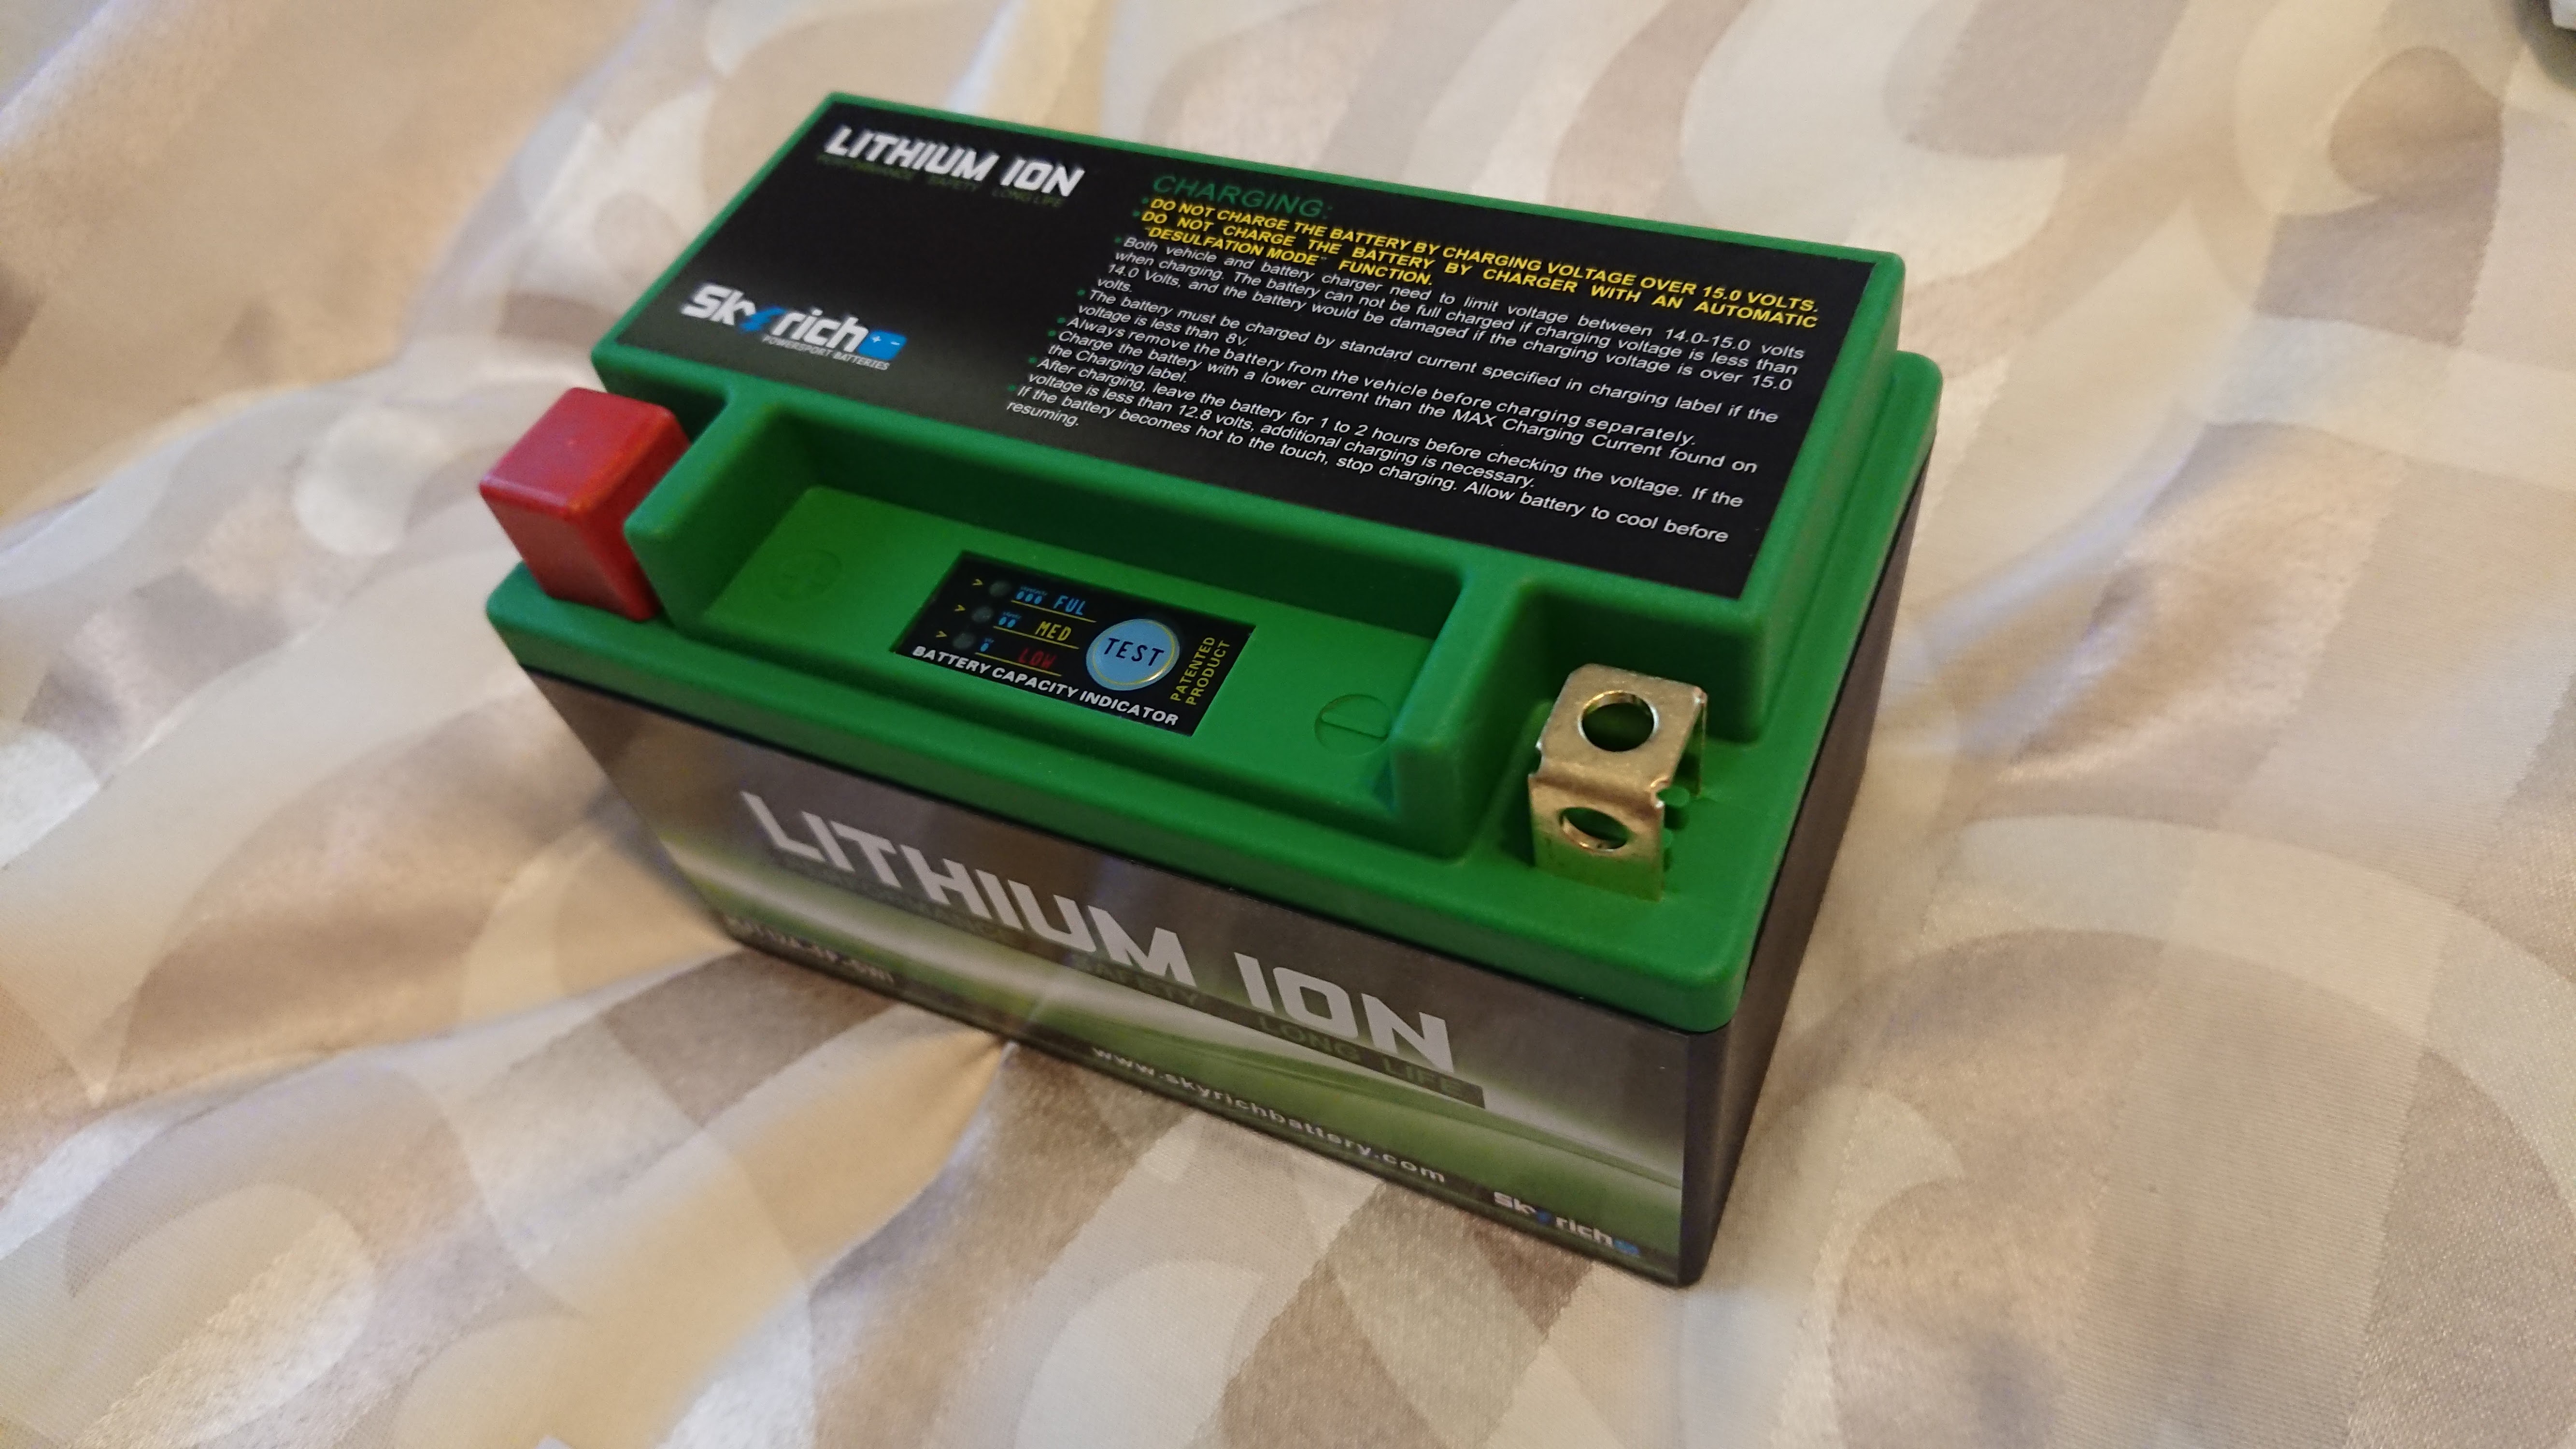 LITHIUM ION
PERFORMANCE SAFETY LONG LIFE
Skyrich + -
POWERSPORT BATTERIES
CHARGING:
• DO NOT CHARGE THE BATTERY BY CHARGING VOLTAGE OVER 15.0 VOLTS.
• DO NOT CHARGE THE BATTERY BY CHARGER WITH AN AUTOMATIC
"DESULFATION MODE" FUNCTION.
• Both vehicle and battery charger need to limit voltage between 14.0-15.0 volts
when charging. The battery can not be full charged if charging voltage is less than
14.0 Volts, and the battery would be damaged if the charging voltage is over 15.0
volts.
• The battery must be charged by standard current specified in charging label if the
voltage is less than 8v.
• Always remove the battery from the vehicle before charging separately.
• Charge the battery with a lower current than the MAX Charging Current found on
the Charging label.
• After charging, leave the battery for 1 to 2 hours before checking the voltage. If the
voltage is less than 12.8 volts, additional charging is necessary.
• If the battery becomes hot to the touch, stop charging. Allow battery to cool before
resuming.
FUL
MED
LOW
TEST
PATENTED
PRODUCT
BATTERY CAPACITY INDICATOR
LITHIUM ION
PERFORMANCE SAFETY LONG LIFE
www.skyrichbattery.com
Skyrich